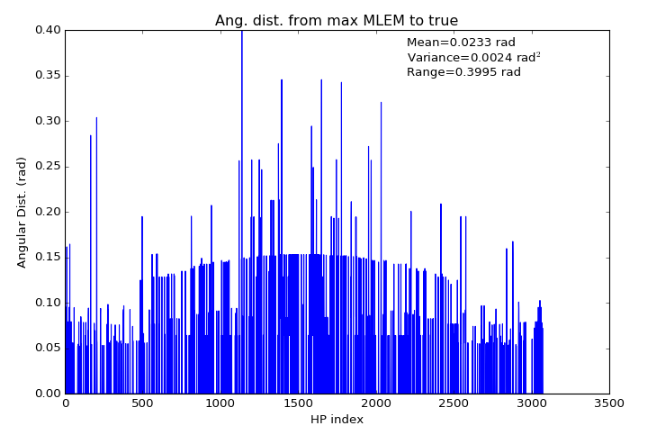 Ang. dist. from max MLEM to true
0.40
Mean=0.0233 rad
Variance=0.0024 rad²
Range=0.3995 rad
0.35
0.30
0.25
0.20
0.15
0.10
0.05
0.00
Angular Dist. (rad)
0 500 1000 1500 2000 2500 3000 3500
HP index